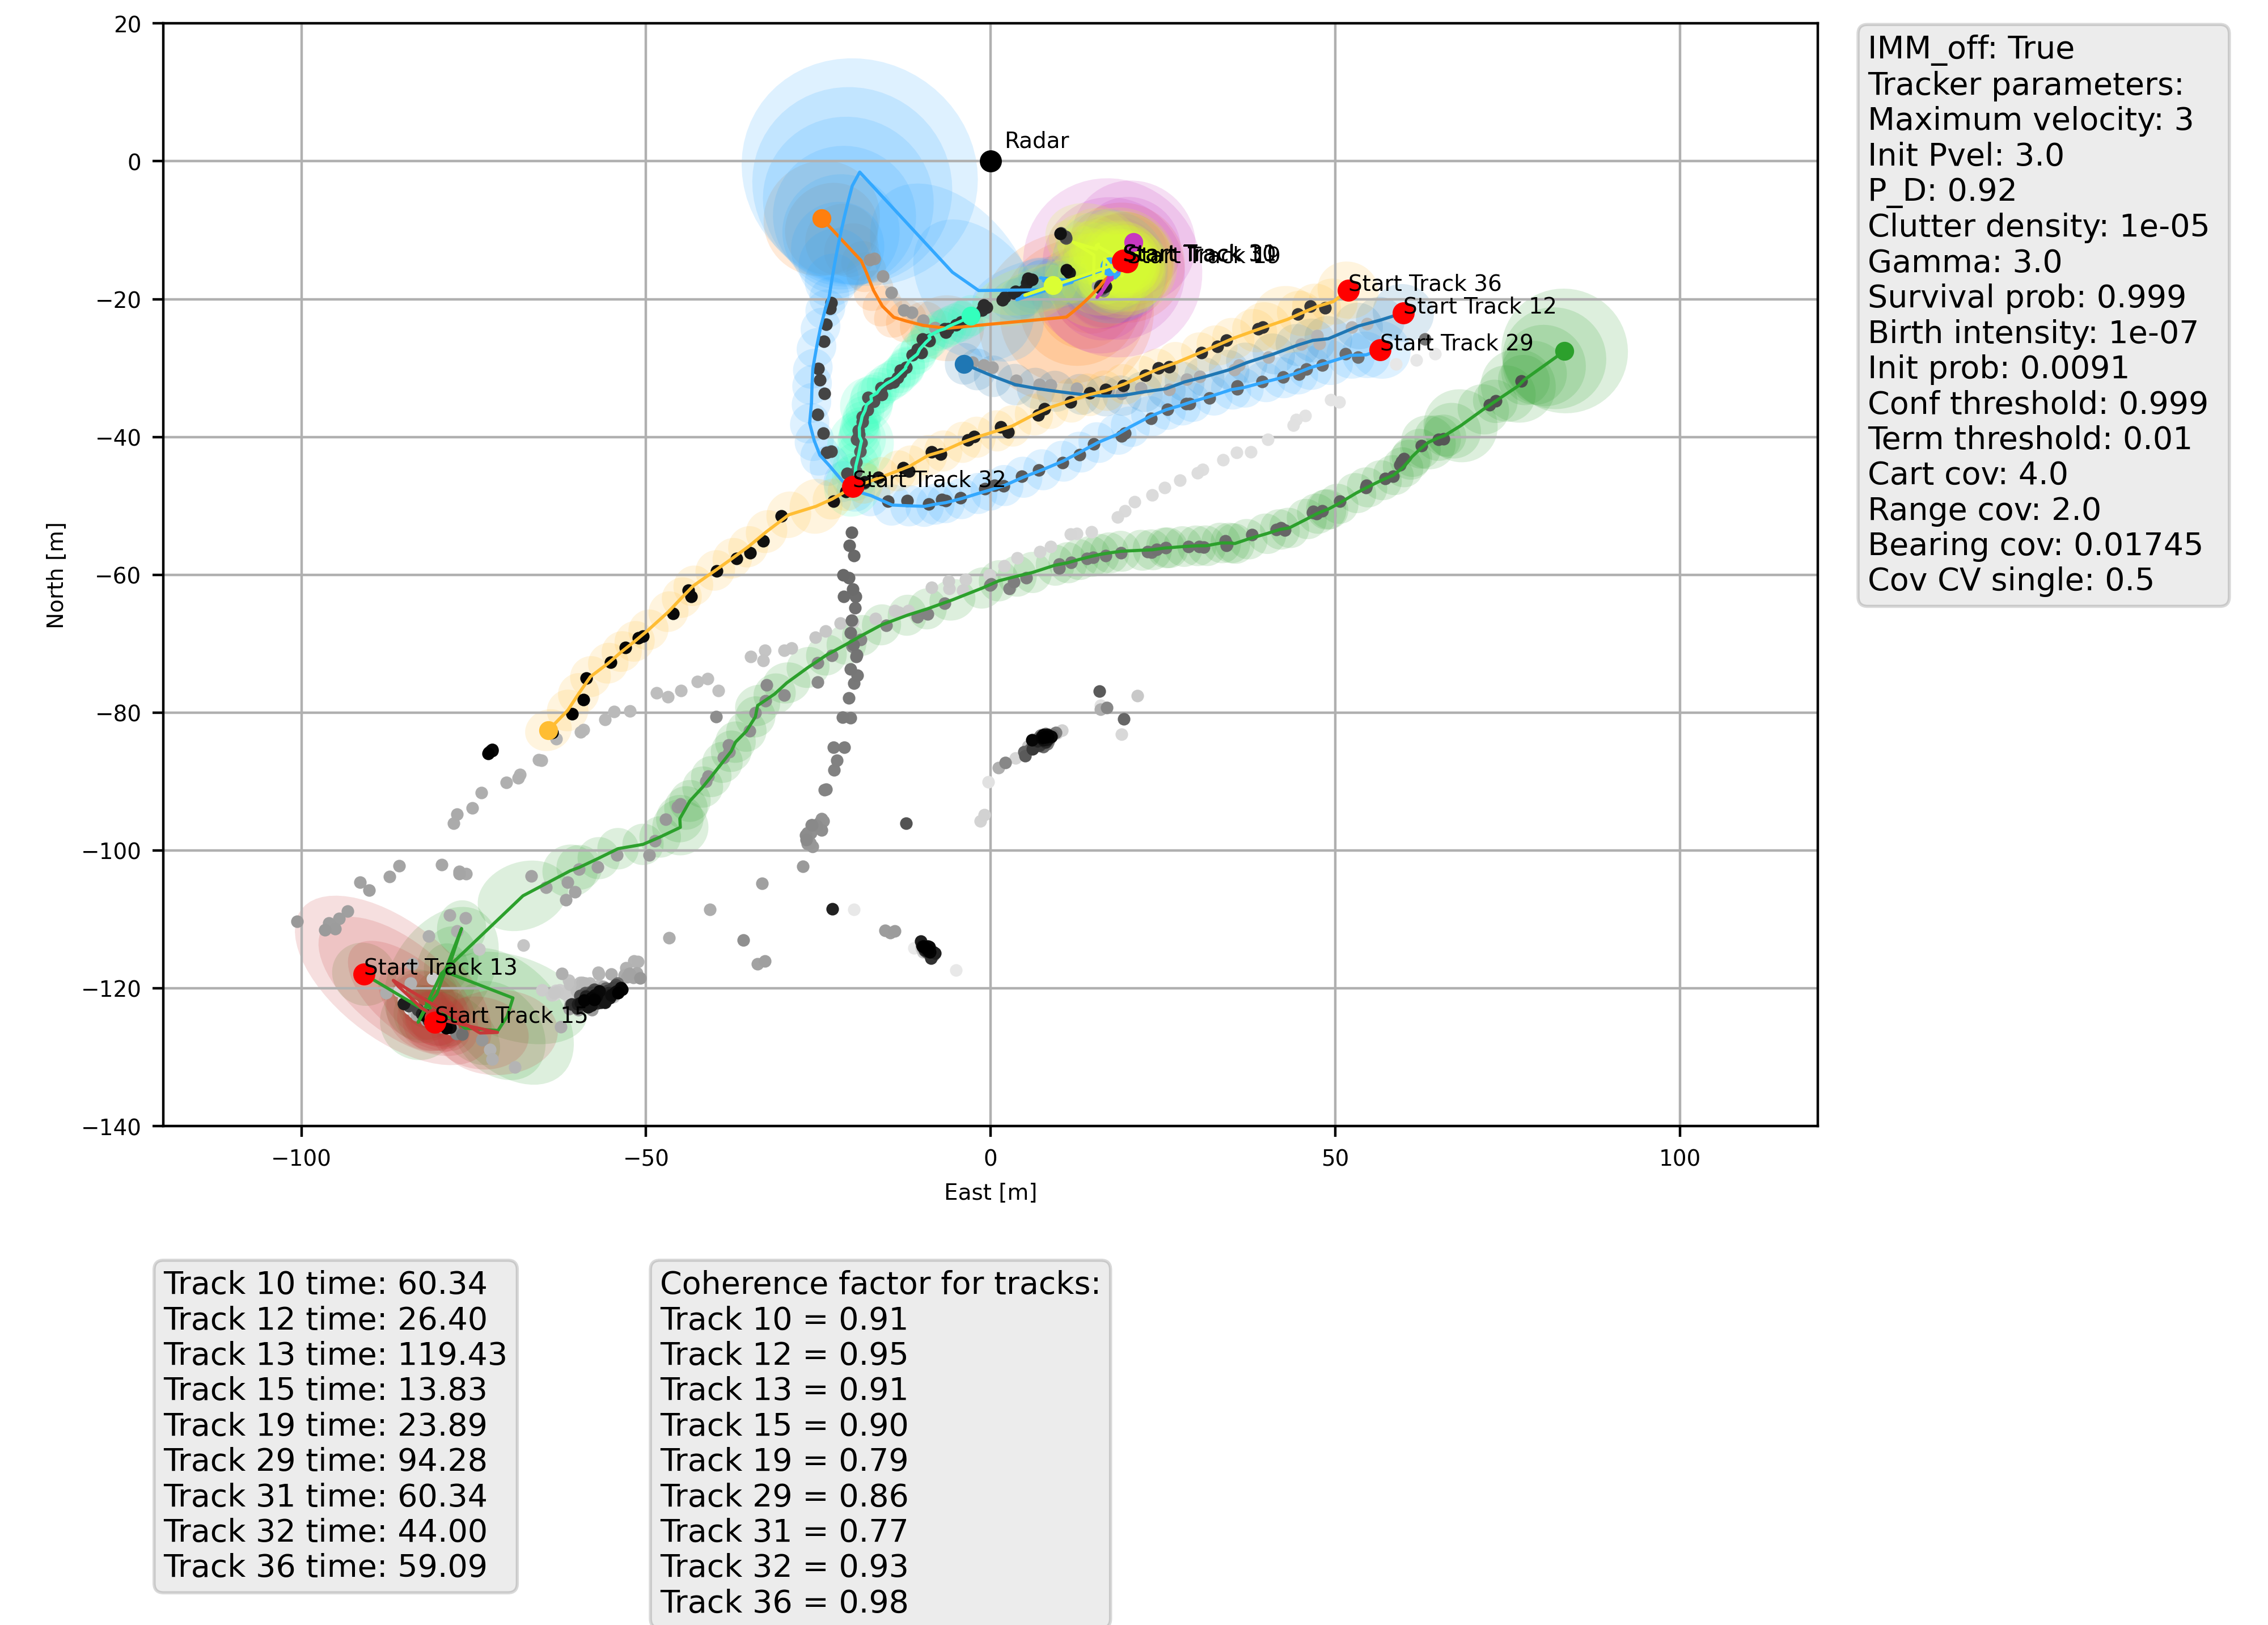 20
0
−20
−40
−60
−80
−100
−120
−140
−100
−50
0
50
100
North [m]
East [m]
Radar
Start Track 19
Start Track 36
Start Track 12
Start Track 29
Start Track 32
Start Track 13
Start Track 15
IMM_off: True
Tracker parameters:
Maximum velocity: 3
Init Pvel: 3.0
P_D: 0.92
Clutter density: 1e-05
Gamma: 3.0
Survival prob: 0.999
Birth intensity: 1e-07
Init prob: 0.0091
Conf threshold: 0.999
Term threshold: 0.01
Cart cov: 4.0
Range cov: 2.0
Bearing cov: 0.01745
Cov CV single: 0.5
Track 10 time: 60.34
Track 12 time: 26.40
Track 13 time: 119.43
Track 15 time: 13.83
Track 19 time: 23.89
Track 29 time: 94.28
Track 31 time: 60.34
Track 32 time: 44.00
Track 36 time: 59.09
Coherence factor for tracks:
Track 10 = 0.91
Track 12 = 0.95
Track 13 = 0.91
Track 15 = 0.90
Track 19 = 0.79
Track 29 = 0.86
Track 31 = 0.77
Track 32 = 0.93
Track 36 = 0.98